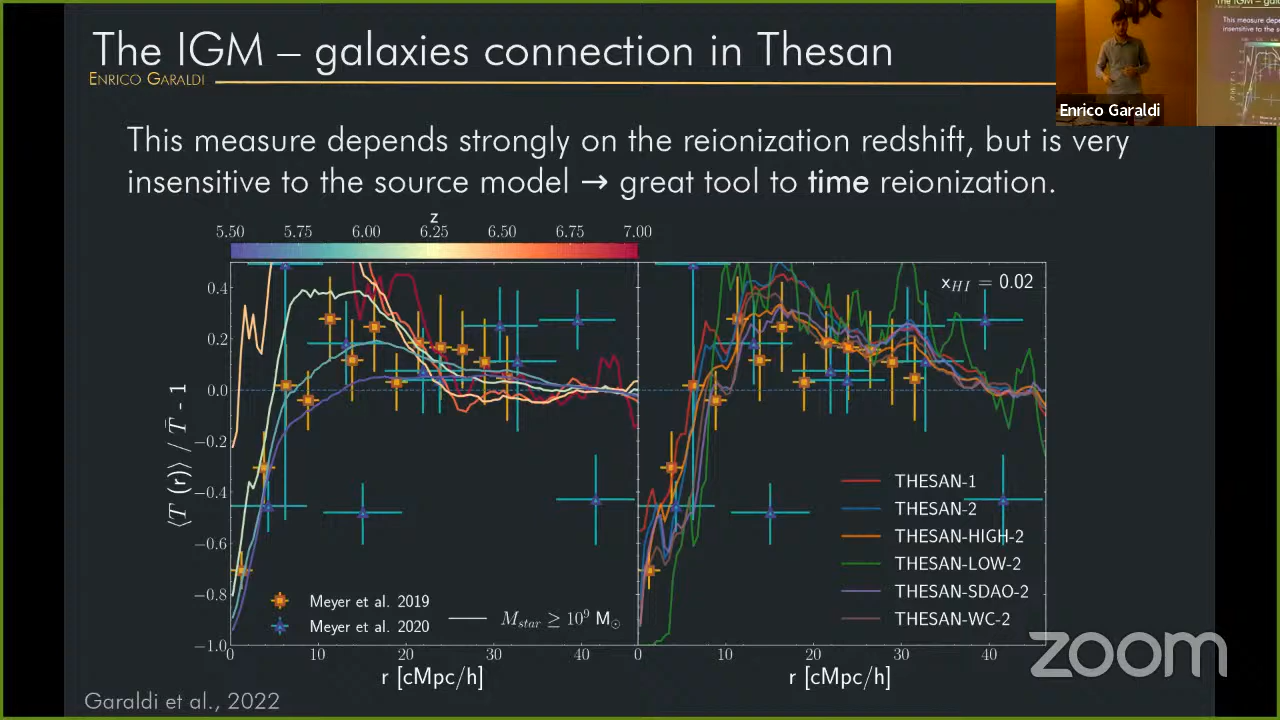 The IGM – galaxies connection in Thesan
ENRICO GARALDI
Enrico Garaldi
This measure depends strongly on the reionization redshift, but is very
insensitive to the source model → great tool to time reionization.
z
5.50 5.75 6.00 6.25 6.50 6.75 7.00
⟨T (r)⟩ / T̄ - 1
0.4
0.2
0.0
−0.2
−0.4
−0.6
−0.8
−1.0
Meyer et al. 2019
Meyer et al. 2020
M_star ≥ 10⁹ M☉
0 10 20 30 40
r [cMpc/h]
x_HI = 0.02
THESAN-1
THESAN-2
THESAN-HIGH-2
THESAN-LOW-2
THESAN-SDAO-2
THESAN-WC-2
0 10 20 30 40
r [cMpc/h]
zoom
Garaldi et al., 2022